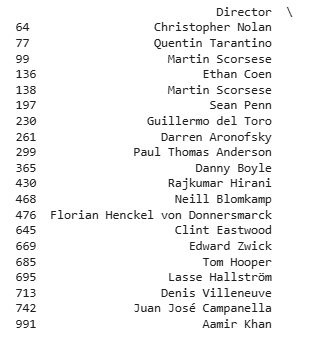 Director \
64 Christopher Nolan
77 Quentin Tarantino
99 Martin Scorsese
136 Ethan Coen
138 Martin Scorsese
197 Sean Penn
230 Guillermo del Toro
261 Darren Aronofsky
299 Paul Thomas Anderson
365 Danny Boyle
430 Rajkumar Hirani
468 Neill Blomkamp
476 Florian Henckel von Donnersmarck
645 Clint Eastwood
669 Edward Zwick
685 Tom Hooper
695 Lasse Hallström
713 Denis Villeneuve
742 Juan José Campanella
991 Aamir Khan